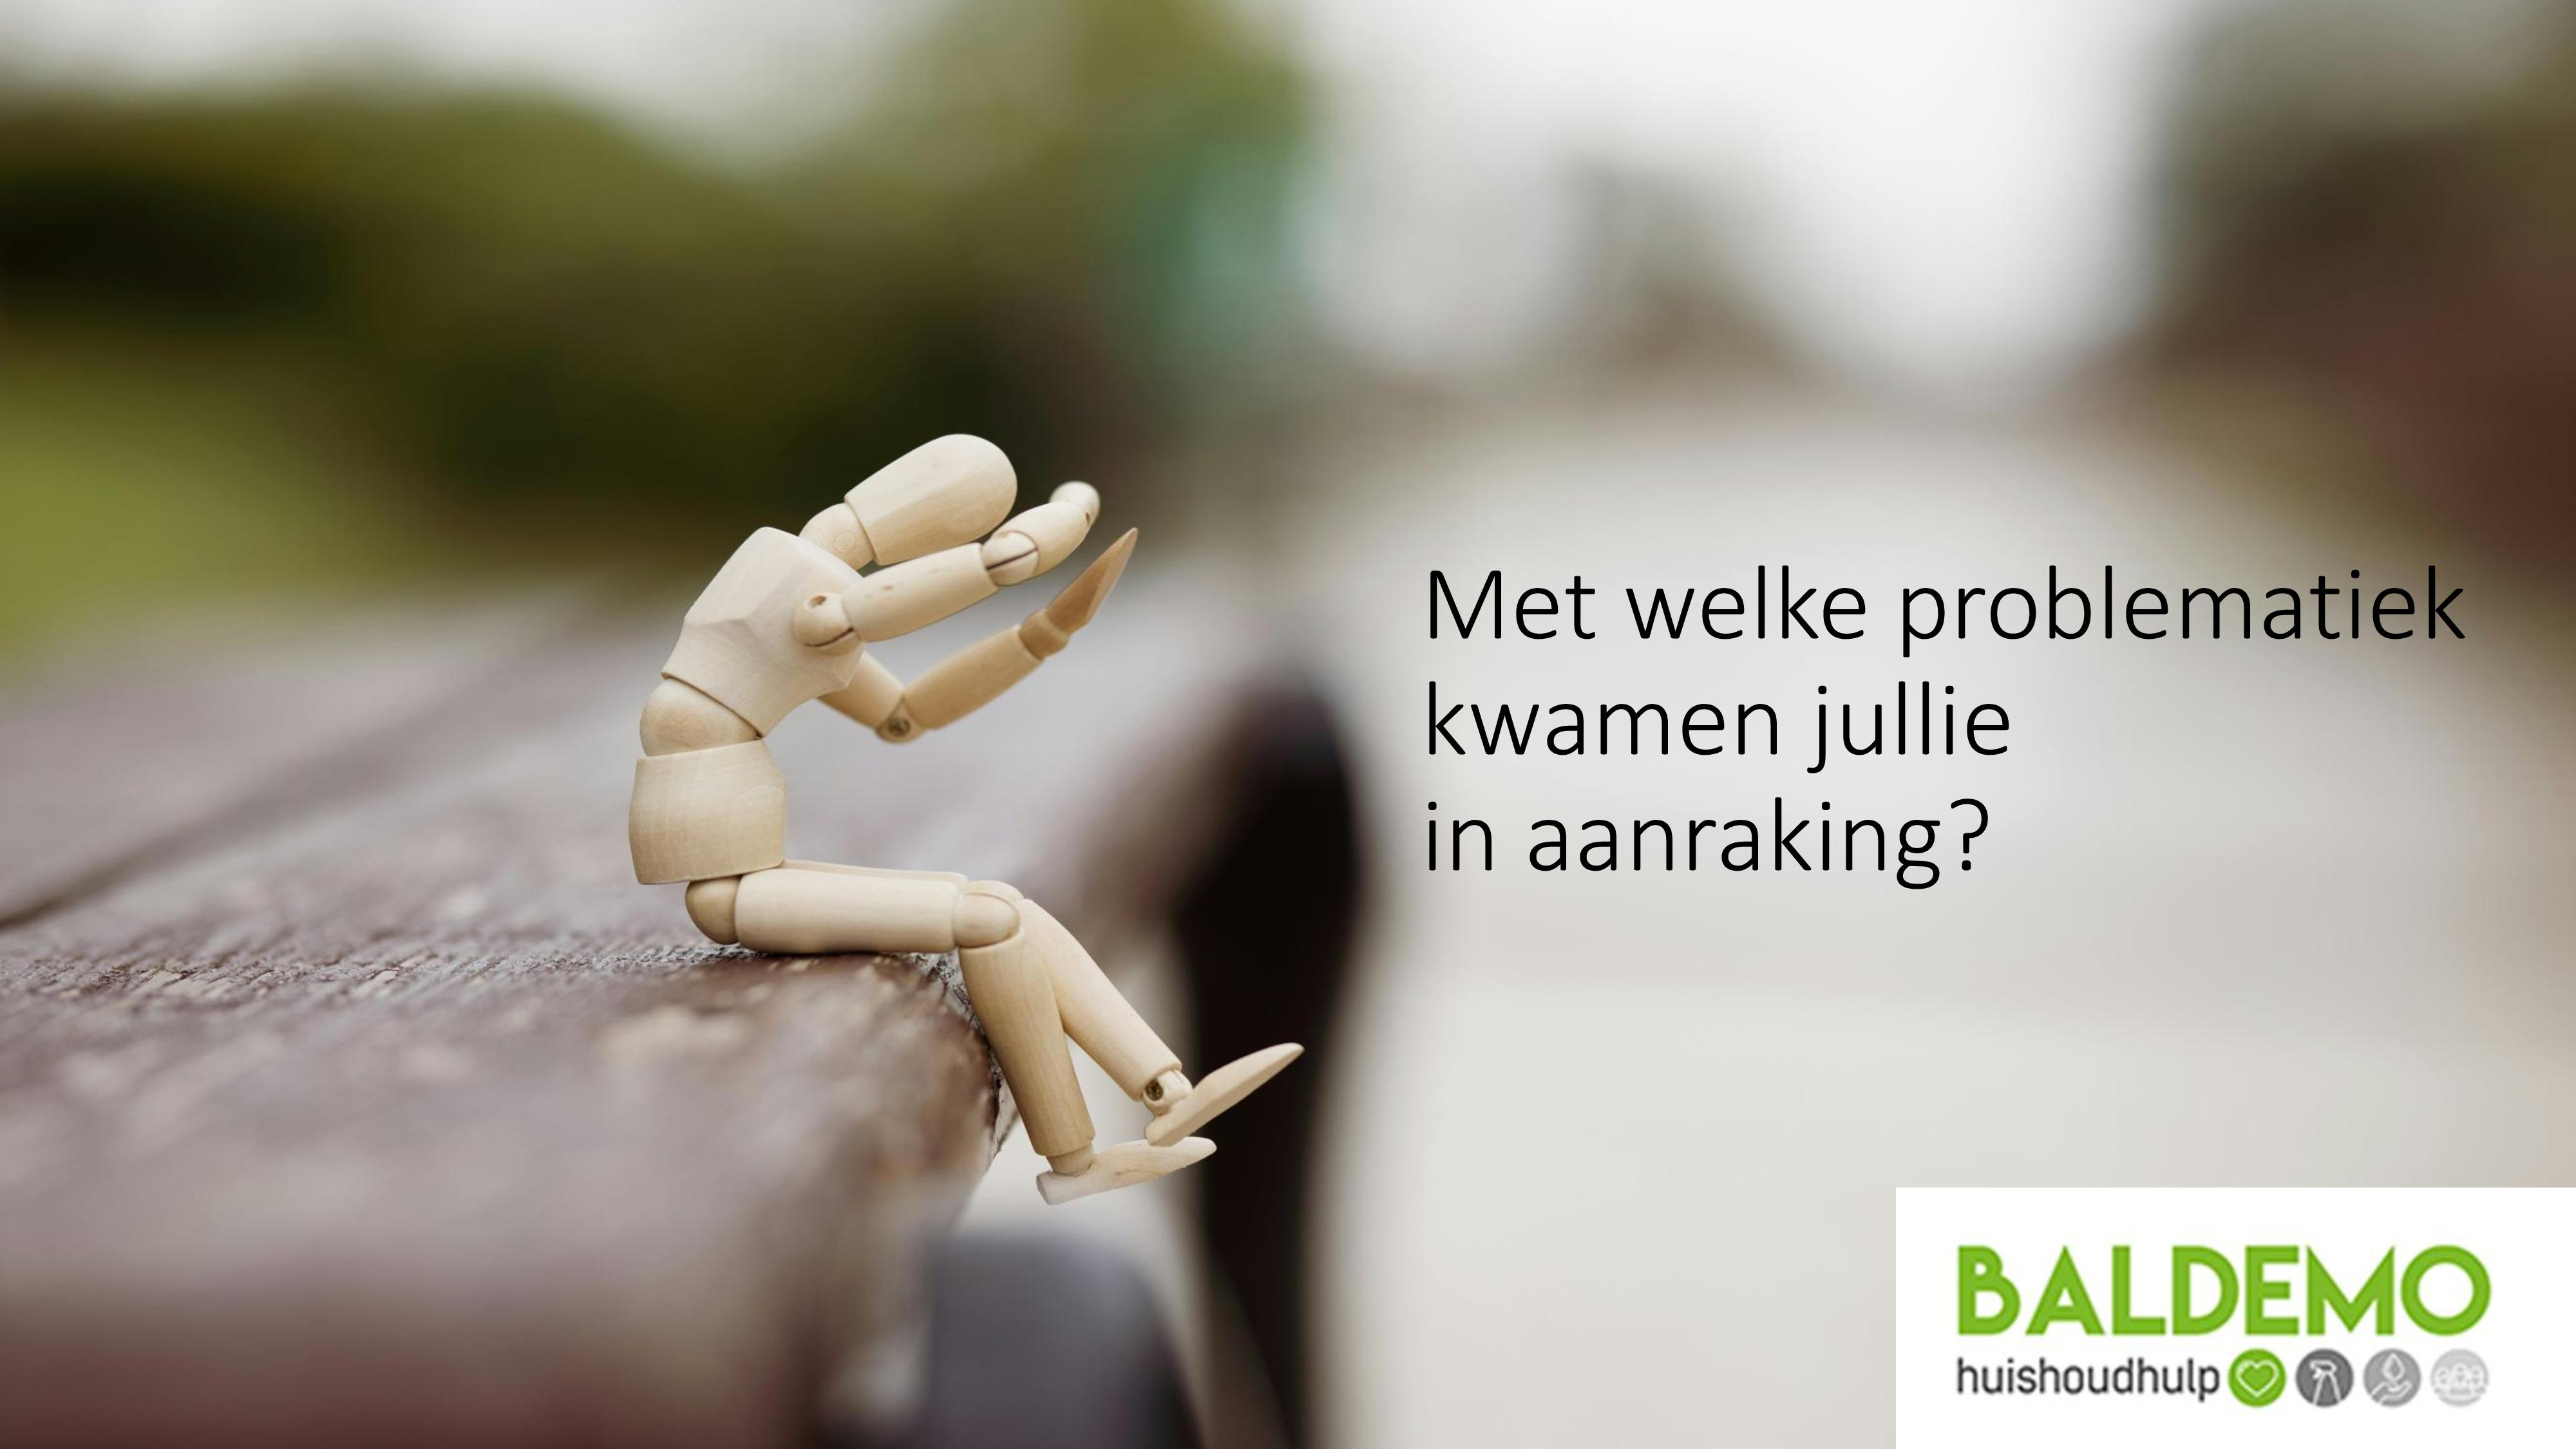 Met welke problematiek
kwamen jullie
in aanraking?
BALDEMO
huishoudhulp